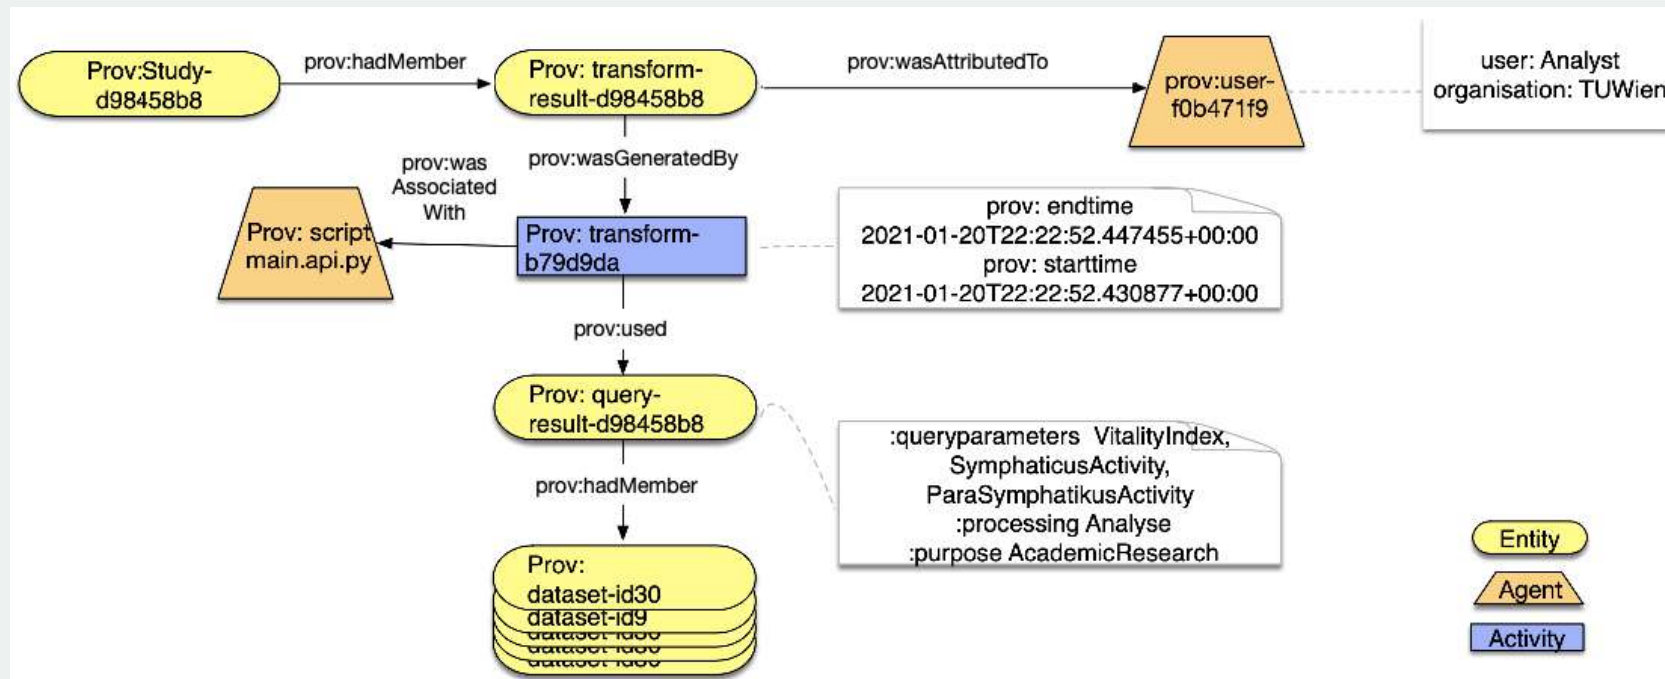 Prov:Study-
d98458b8
prov:hadMember
Prov: transform-
result-d98458b8
prov:wasAttributedTo
prov:user-
f0b471f9
user: Analyst
organisation: TUWien
prov:wasGeneratedBy
prov:was
Associated
With
Prov: script
main.api.py
Prov: transform-
b79d9da
prov: endtime
2021-01-20T22:22:52.447455+00:00
prov: starttime
2021-01-20T22:22:52.430877+00:00
prov:used
Prov: query-
result-d98458b8
:queryparameters VitalityIndex,
SymphaticusActivity,
ParaSymphatikusActivity
:processing Analyse
:purpose AcademicResearch
prov:hadMember
Prov:
dataset-id30
dataset-id9
Entity
Agent
Activity